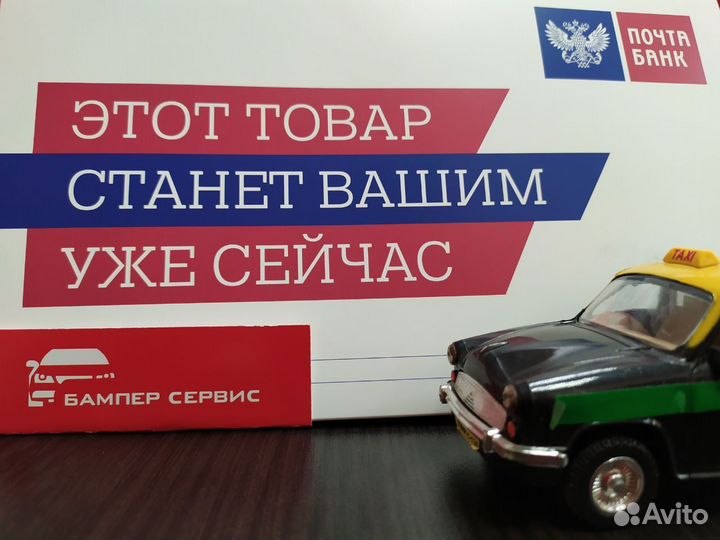 ПОЧТА
БАНК
ЭТОТ ТОВАР
СТАНЕТ ВАШИМ
УЖЕ СЕЙЧАС
TAXI
БАМПЕР СЕРВИС
Avito